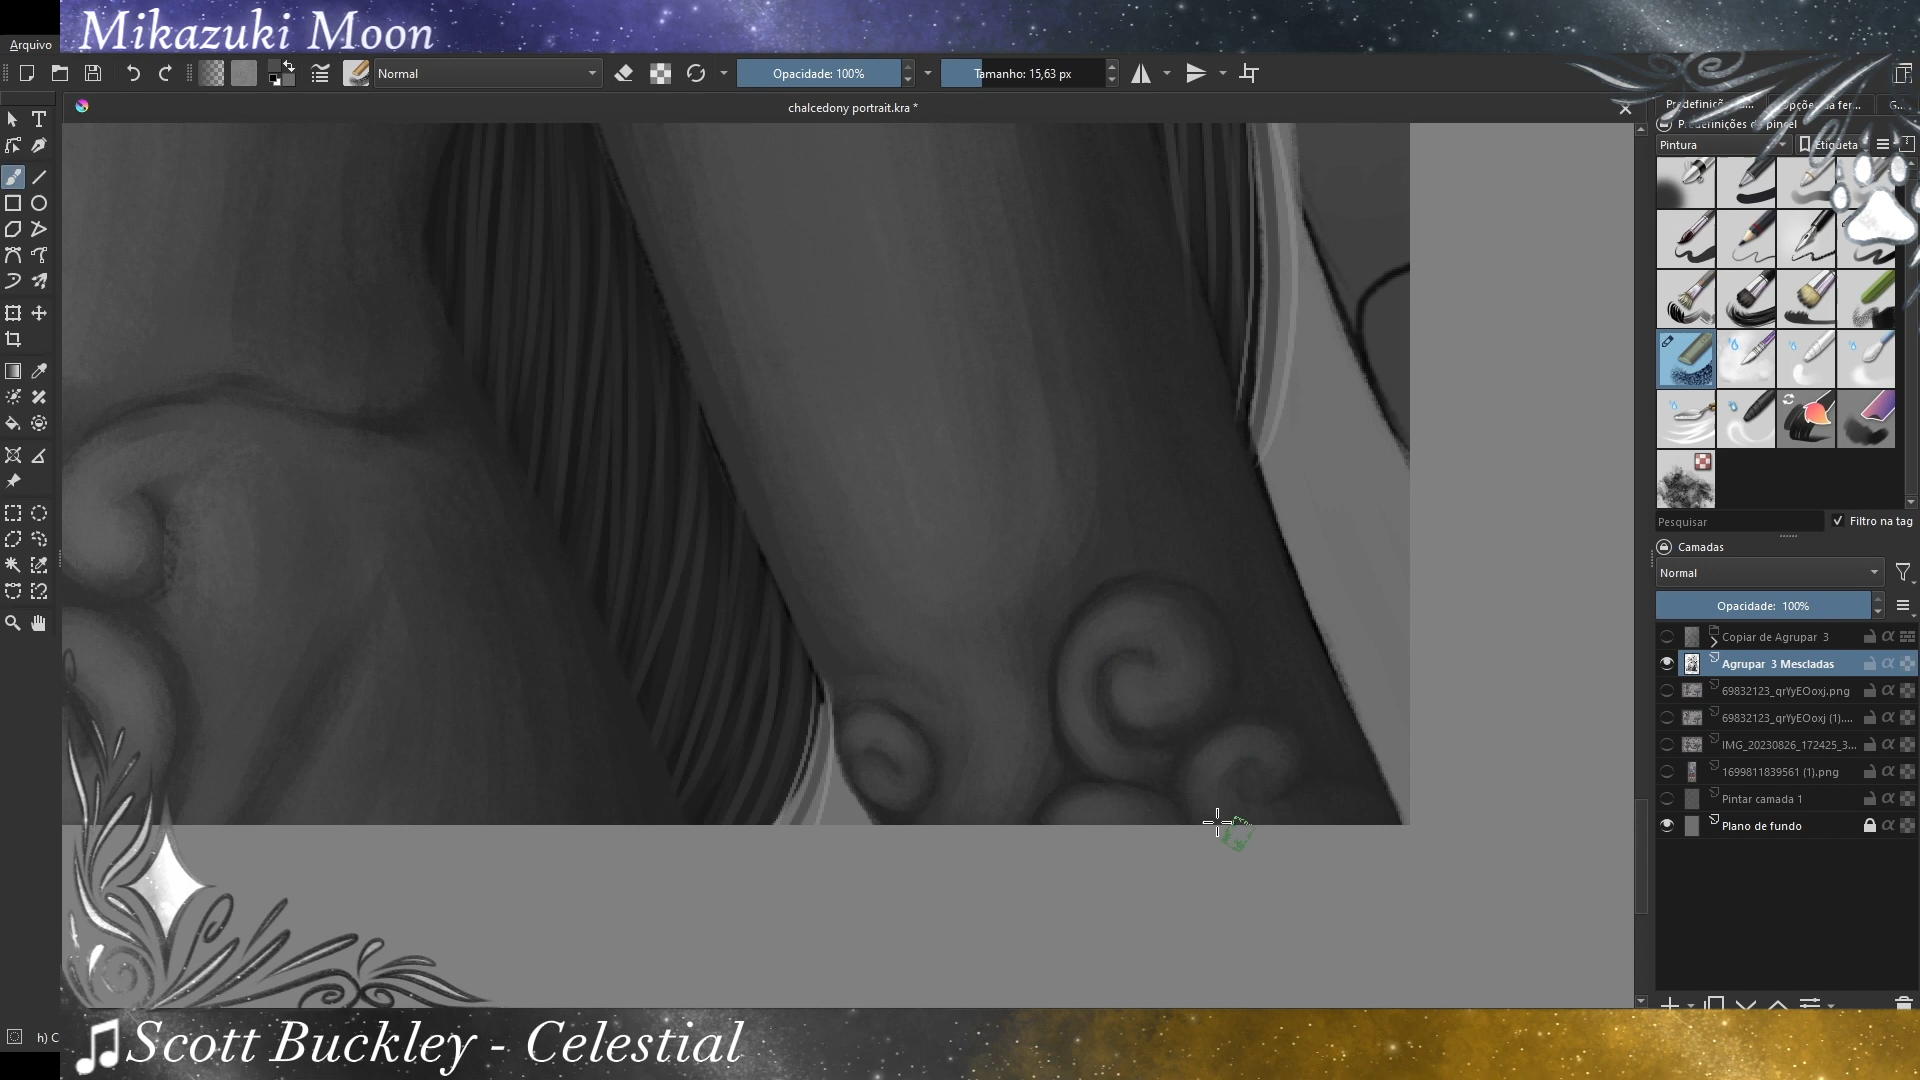 Mikazuki Moon
Arquivo
Normal
Opacidade: 100%
Tamanho: 15,63 px
chalcedony portrait.kra *
Pintura
Etiqueta
Pesquisar
Filtro na tag
Camadas
Normal
Opacidade: 100%
Copiar de Agrupar 3
Agrupar 3 Mescladas
69832123_qrYyEOoxj.png
69832123_qrYyEOoxj (1)....
IMG_20230826_172425_3...
1699811839561 (1).png
Pintar camada 1
Plano de fundo
h) C
Scott Buckley - Celestial